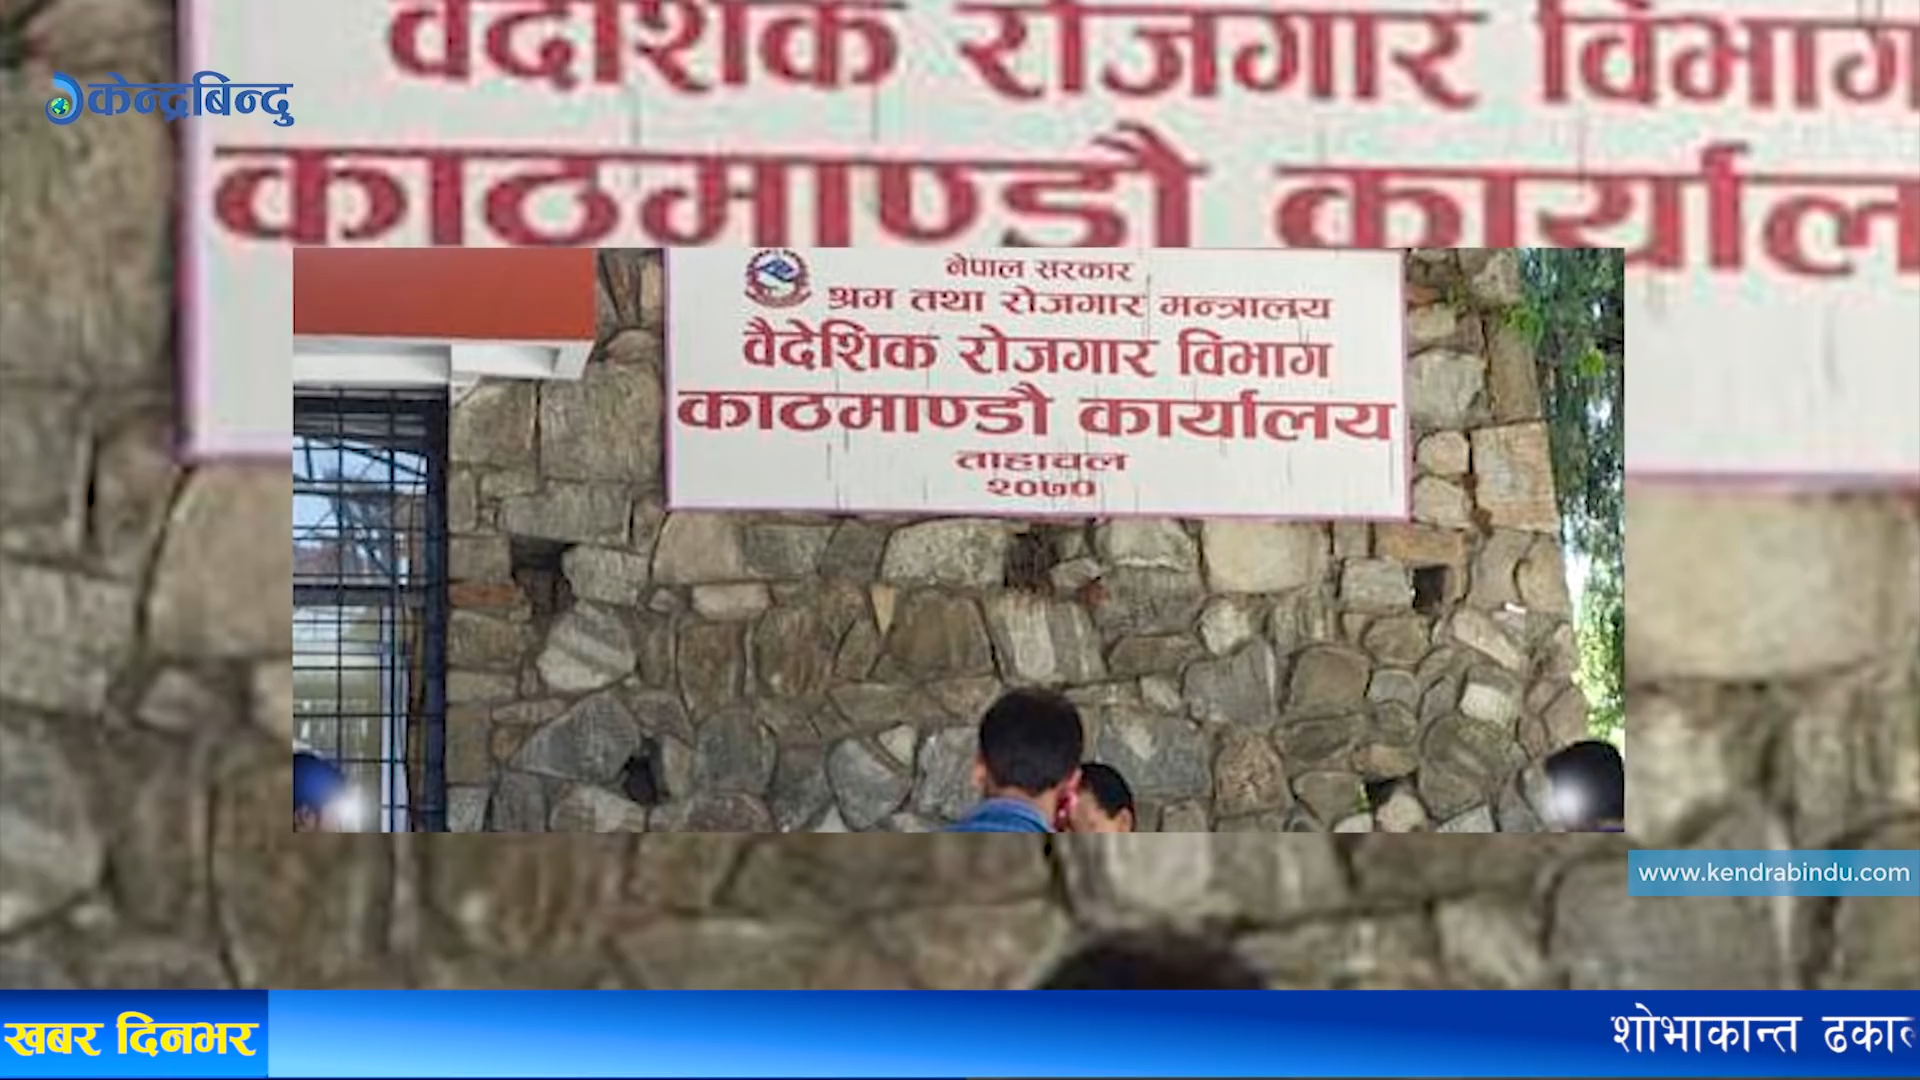 वैदेशिक रोजगार विभाग
केन्द्रबिन्दु
काठमाण्डौ कार्याल
नेपाल सरकार
श्रम तथा रोजगार मन्त्रालय
वैदेशिक रोजगार विभाग
काठमाण्डौ कार्यालय
ताहाचल
२०७०
www.kendrabindu.com
खबर दिनभर
शोभाकान्त ढकाल